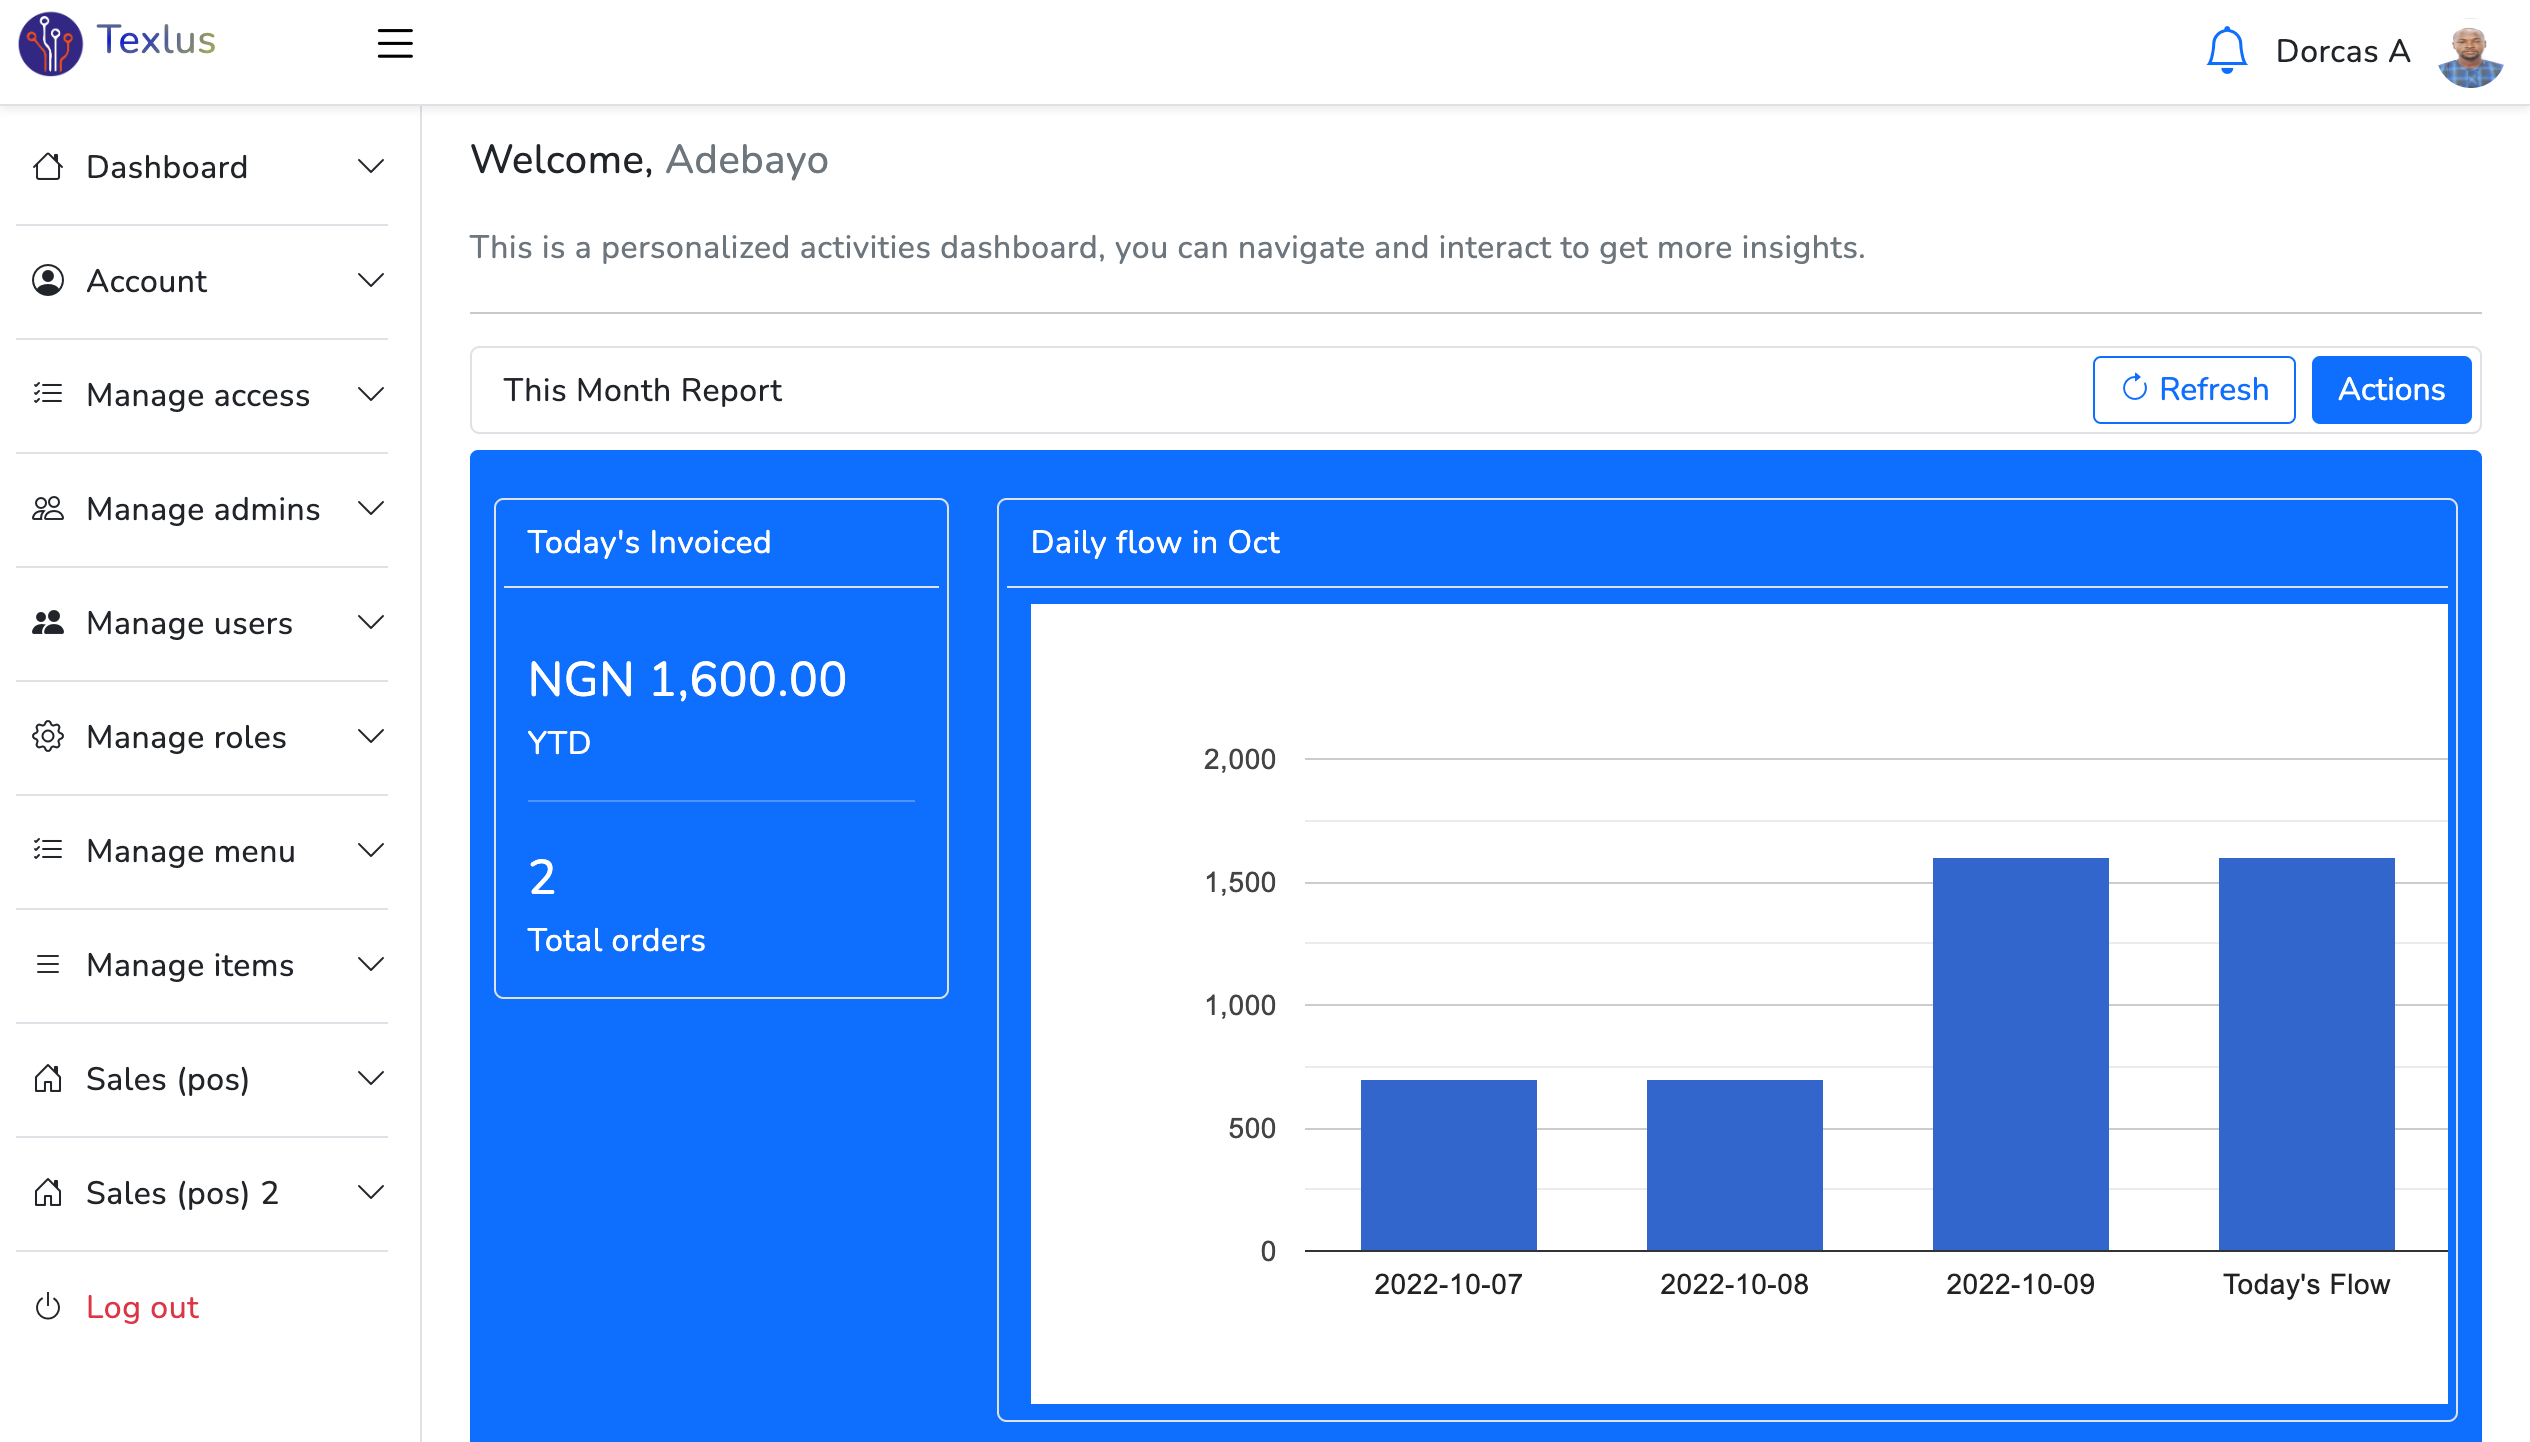 Texlus
Dorcas A
Dashboard
Account
Manage access
Manage admins
Manage users
Manage roles
Manage menu
Manage items
Sales (pos)
Sales (pos) 2
Log out
Welcome, Adebayo
This is a personalized activities dashboard, you can navigate and interact to get more insights.
This Month Report
Refresh
Actions
Today's Invoiced
NGN 1,600.00
YTD
2
Total orders
Daily flow in Oct
2,000
1,500
1,000
500
0
2022-10-07
2022-10-08
2022-10-09
Today's Flow